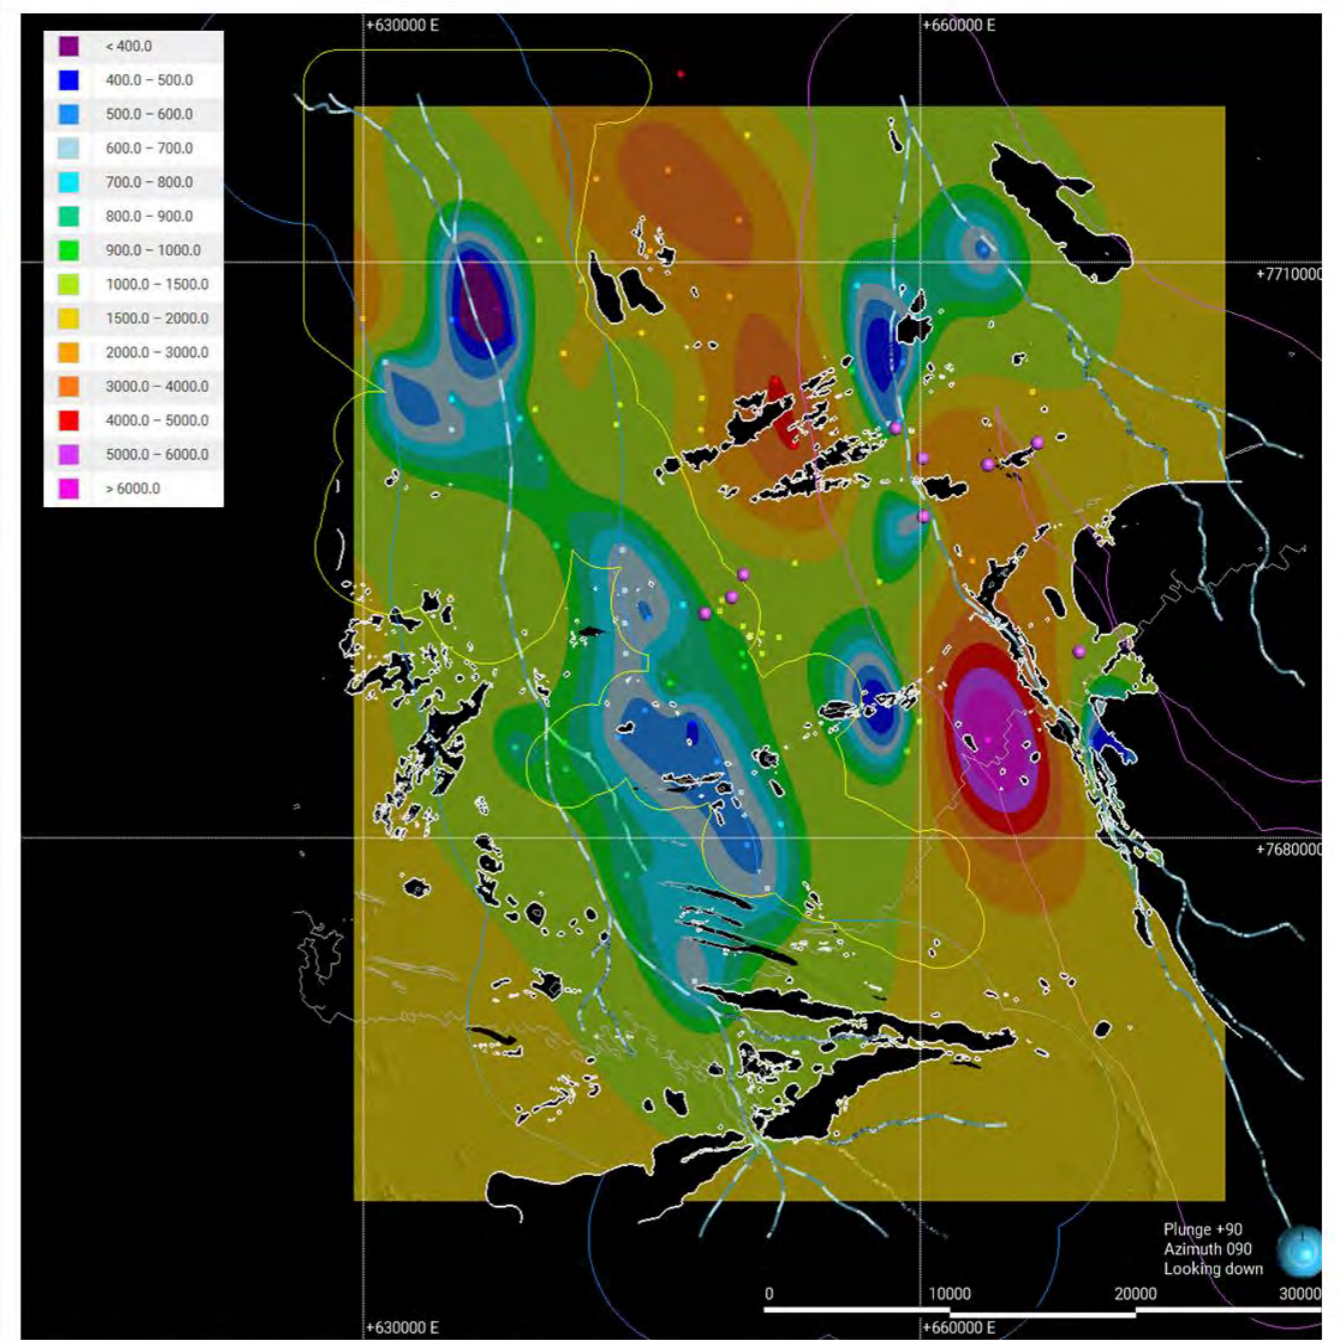 +630000 E
+660000 E
< 400.0
400.0 – 500.0
500.0 – 600.0
600.0 – 700.0
700.0 – 800.0
800.0 – 900.0
900.0 – 1000.0
1000.0 – 1500.0
1500.0 – 2000.0
2000.0 – 3000.0
3000.0 – 4000.0
4000.0 – 5000.0
5000.0 – 6000.0
> 6000.0
+7710000
+7680000
Plunge +90
Azimuth 090
Looking down
0
10000
20000
30000
+630000 E
+660000 E